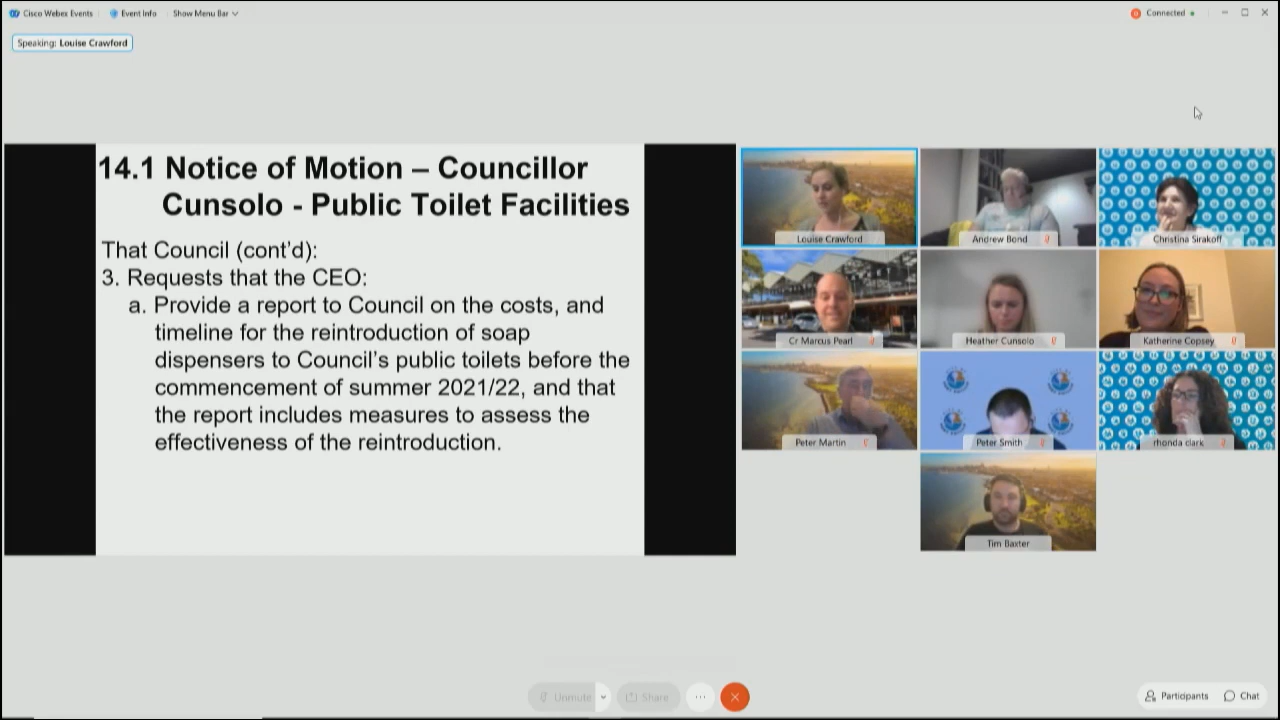 Cisco Webex Events
Event Info
Show Menu Bar
Connected
Speaking: Louise Crawford
14.1 Notice of Motion – Councillor
Cunsolo - Public Toilet Facilities
That Council (cont’d):
3. Requests that the CEO:
a. Provide a report to Council on the costs, and
timeline for the reintroduction of soap
dispensers to Council’s public toilets before the
commencement of summer 2021/22, and that
the report includes measures to assess the
effectiveness of the reintroduction.
Louise Crawford
Andrew Bond
Christina Sirakoff
Cr Marcus Pearl
Heather Cunsolo
Katherine Copsey
Peter Martin
Peter Smith
rhonda clark
Tim Baxter
Unmute
Share
Participants
Chat